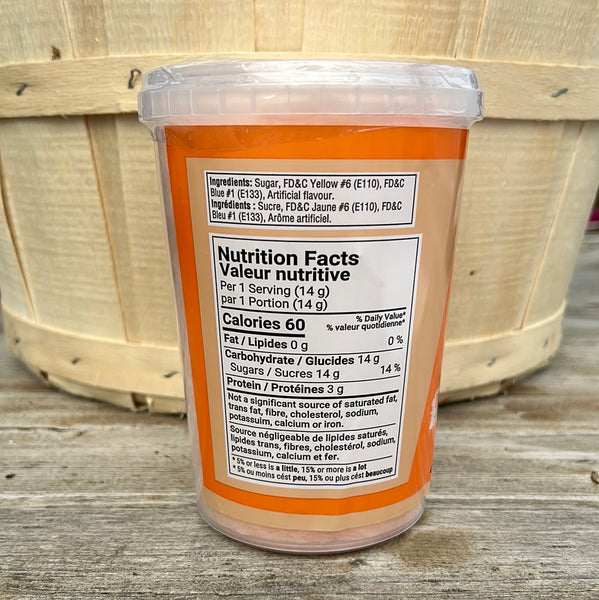 Ingredients: Sugar, FD&C Yellow #6 (E110), FD&C
Blue #1 (E133), Artificial flavour.
Ingrédients : Sucre, FD&C Jaune #6 (E110), FD&C
Bleu #1 (E133), Arôme artificiel.
Nutrition Facts
Valeur nutritive
Per 1 Serving (14 g)
par 1 Portion (14 g)
Calories 60
% Daily Value*
% valeur quotidienne*
Fat / Lipides 0 g 0 %
Carbohydrate / Glucides 14 g
Sugars / Sucres 14 g 14 %
Protein / Protéines 3 g
Not a significant source of saturated fat,
trans fat, fibre, cholesterol, sodium,
potassuim, calcium or iron.
Source négligeable de lipides saturés,
lipides trans, fibres, cholestérol, sodium,
potassium, calcium et fer.
* 5% or less is a little, 15% or more is a lot
* 5% ou moins cést peu, 15% ou plus cést beaucoup